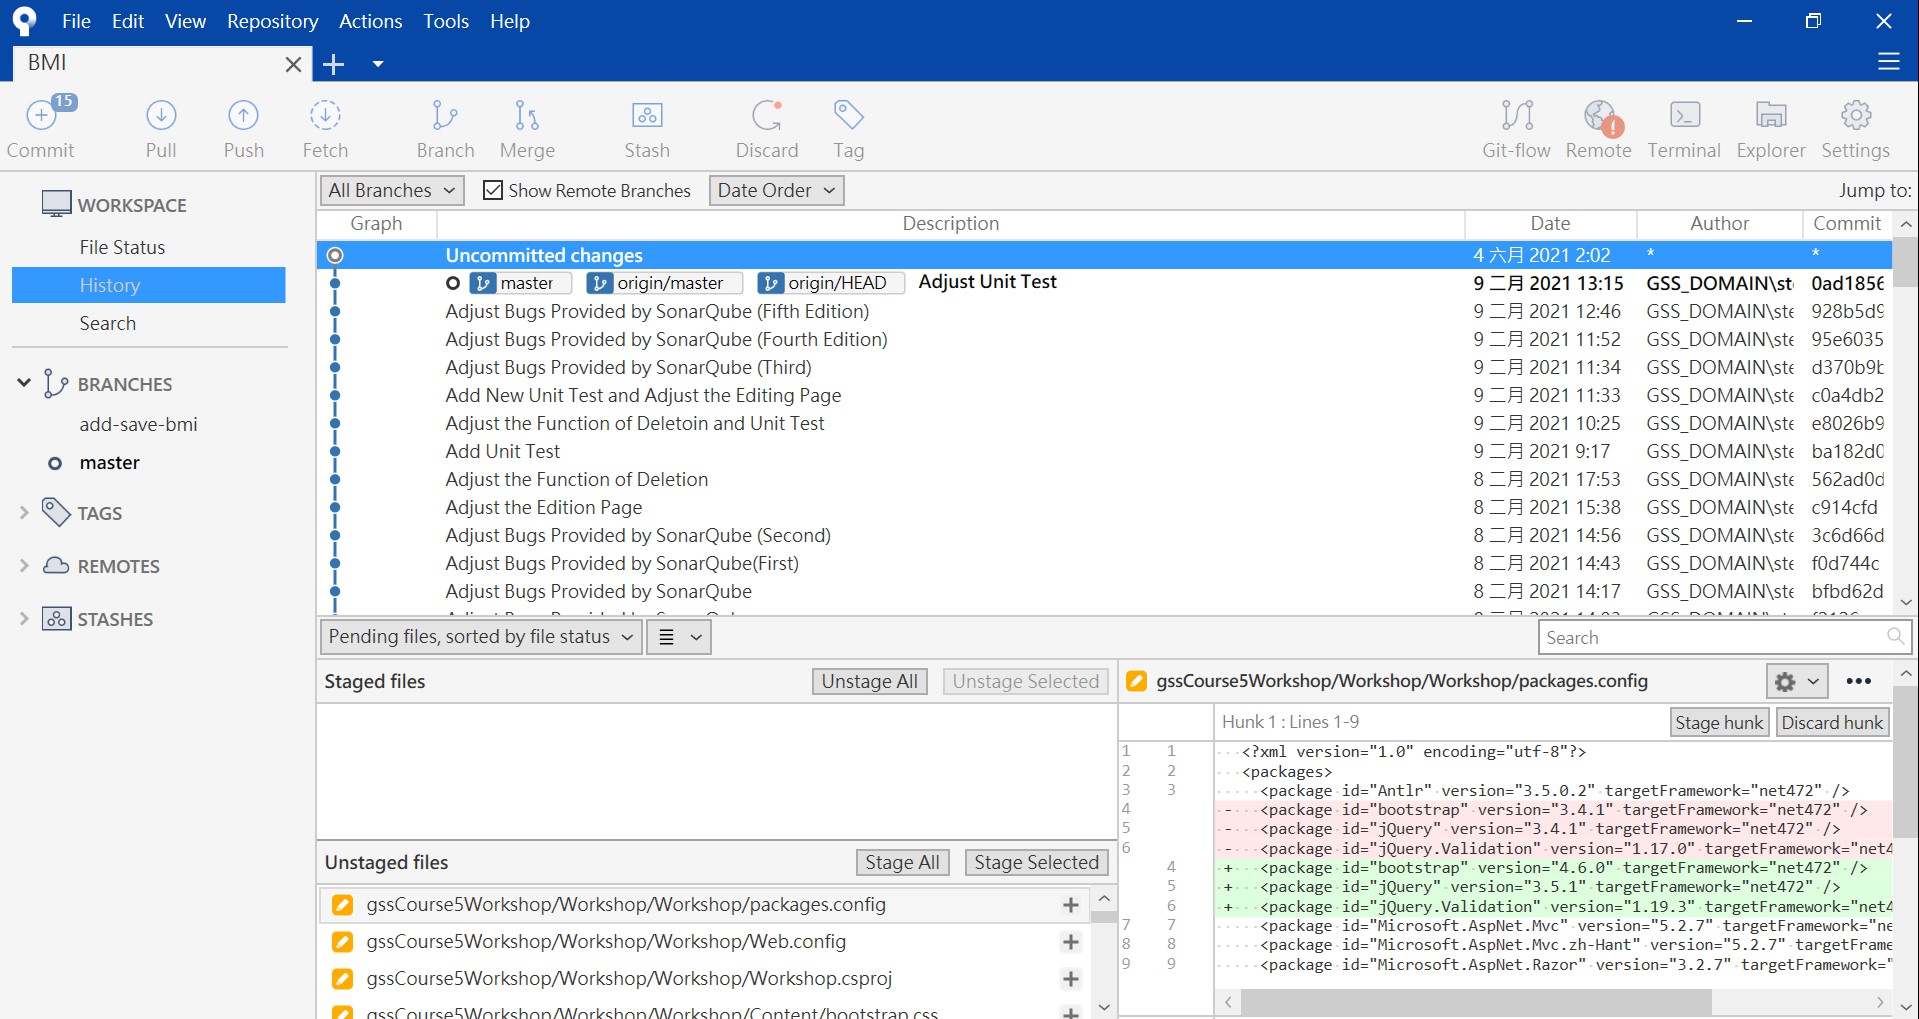 File Edit View Repository Actions Tools Help
BMI
15
Commit Pull Push Fetch Branch Merge Stash Discard Tag Git-flow Remote Terminal Explorer Settings
All Branches Show Remote Branches Date Order Jump to:
WORKSPACE
File Status
History
Search
BRANCHES
add-save-bmi
master
TAGS
REMOTES
STASHES
Graph Description Date Author Commit
Uncommitted changes 4 六月 2021 2:02 * *
master origin/master origin/HEAD Adjust Unit Test 9 二月 2021 13:15 GSS_DOMAIN\ste 0ad1856
Adjust Bugs Provided by SonarQube (Fifth Edition) 9 二月 2021 12:46 GSS_DOMAIN\ste 928b5d9
Adjust Bugs Provided by SonarQube (Fourth Edition) 9 二月 2021 11:52 GSS_DOMAIN\ste 95e6035
Adjust Bugs Provided by SonarQube (Third) 9 二月 2021 11:34 GSS_DOMAIN\ste d370b9b
Add New Unit Test and Adjust the Editing Page 9 二月 2021 11:33 GSS_DOMAIN\ste c0a4db2
Adjust the Function of Deletoin and Unit Test 9 二月 2021 10:25 GSS_DOMAIN\ste e8026b9
Add Unit Test 9 二月 2021 9:17 GSS_DOMAIN\ste ba182d0
Adjust the Function of Deletion 8 二月 2021 17:53 GSS_DOMAIN\ste 562ad0d
Adjust the Edition Page 8 二月 2021 15:38 GSS_DOMAIN\ste c914cfd
Adjust Bugs Provided by SonarQube (Second) 8 二月 2021 14:56 GSS_DOMAIN\ste 3c6d66d
Adjust Bugs Provided by SonarQube(First) 8 二月 2021 14:43 GSS_DOMAIN\ste f0d744c
Adjust Bugs Provided by SonarQube 8 二月 2021 14:17 GSS_DOMAIN\ste bfbd62d
Pending files, sorted by file status Search
Staged files Unstage All Unstage Selected
Unstaged files Stage All Stage Selected
gssCourse5Workshop/Workshop/Workshop/packages.config
gssCourse5Workshop/Workshop/Workshop/Web.config
gssCourse5Workshop/Workshop/Workshop/Workshop.csproj
gssCourse5Workshop/Workshop/Workshop/Content/bootstrap.css
gssCourse5Workshop/Workshop/Workshop/packages.config
Hunk 1 : Lines 1-9 Stage hunk Discard hunk
1 1 <?xml version="1.0" encoding="utf-8"?>
2 2 <packages>
3 3 <package id="Antlr" version="3.5.0.2" targetFramework="net472" />
4 - <package id="bootstrap" version="3.4.1" targetFramework="net472" />
5 - <package id="jQuery" version="3.4.1" targetFramework="net472" />
6 - <package id="jQuery.Validation" version="1.17.0" targetFramework="net4
4 + <package id="bootstrap" version="4.6.0" targetFramework="net472" />
5 + <package id="jQuery" version="3.5.1" targetFramework="net472" />
6 + <package id="jQuery.Validation" version="1.19.3" targetFramework="net4
7 7 <package id="Microsoft.AspNet.Mvc" version="5.2.7" targetFramework="ne
8 8 <package id="Microsoft.AspNet.Mvc.zh-Hant" version="5.2.7" targetFrame
9 9 <package id="Microsoft.AspNet.Razor" version="3.2.7" targetFramework="